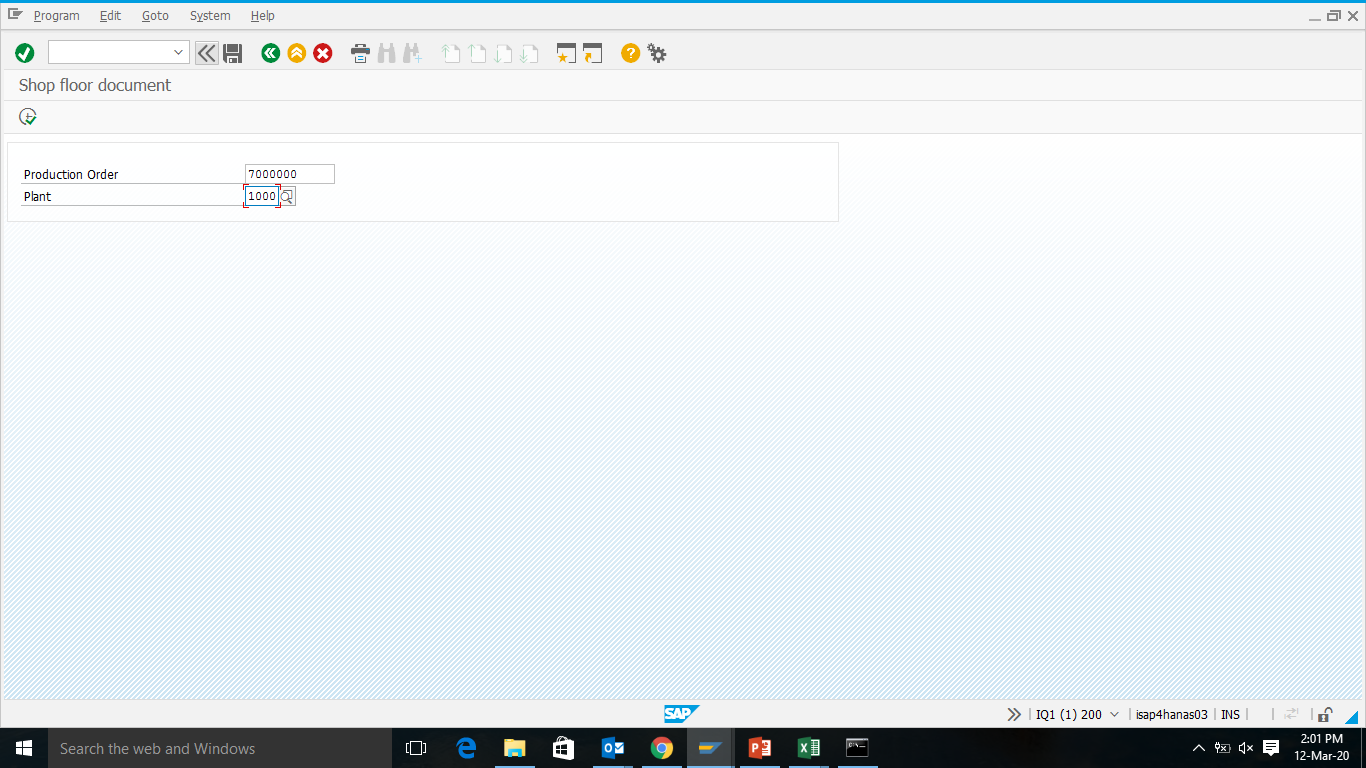 Program Edit Goto System Help
Shop floor document
Production Order 7000000
Plant 1000
SAP
IQ1 (1) 200 isap4hanas03 INS
Search the web and Windows
2:01 PM
12-Mar-20